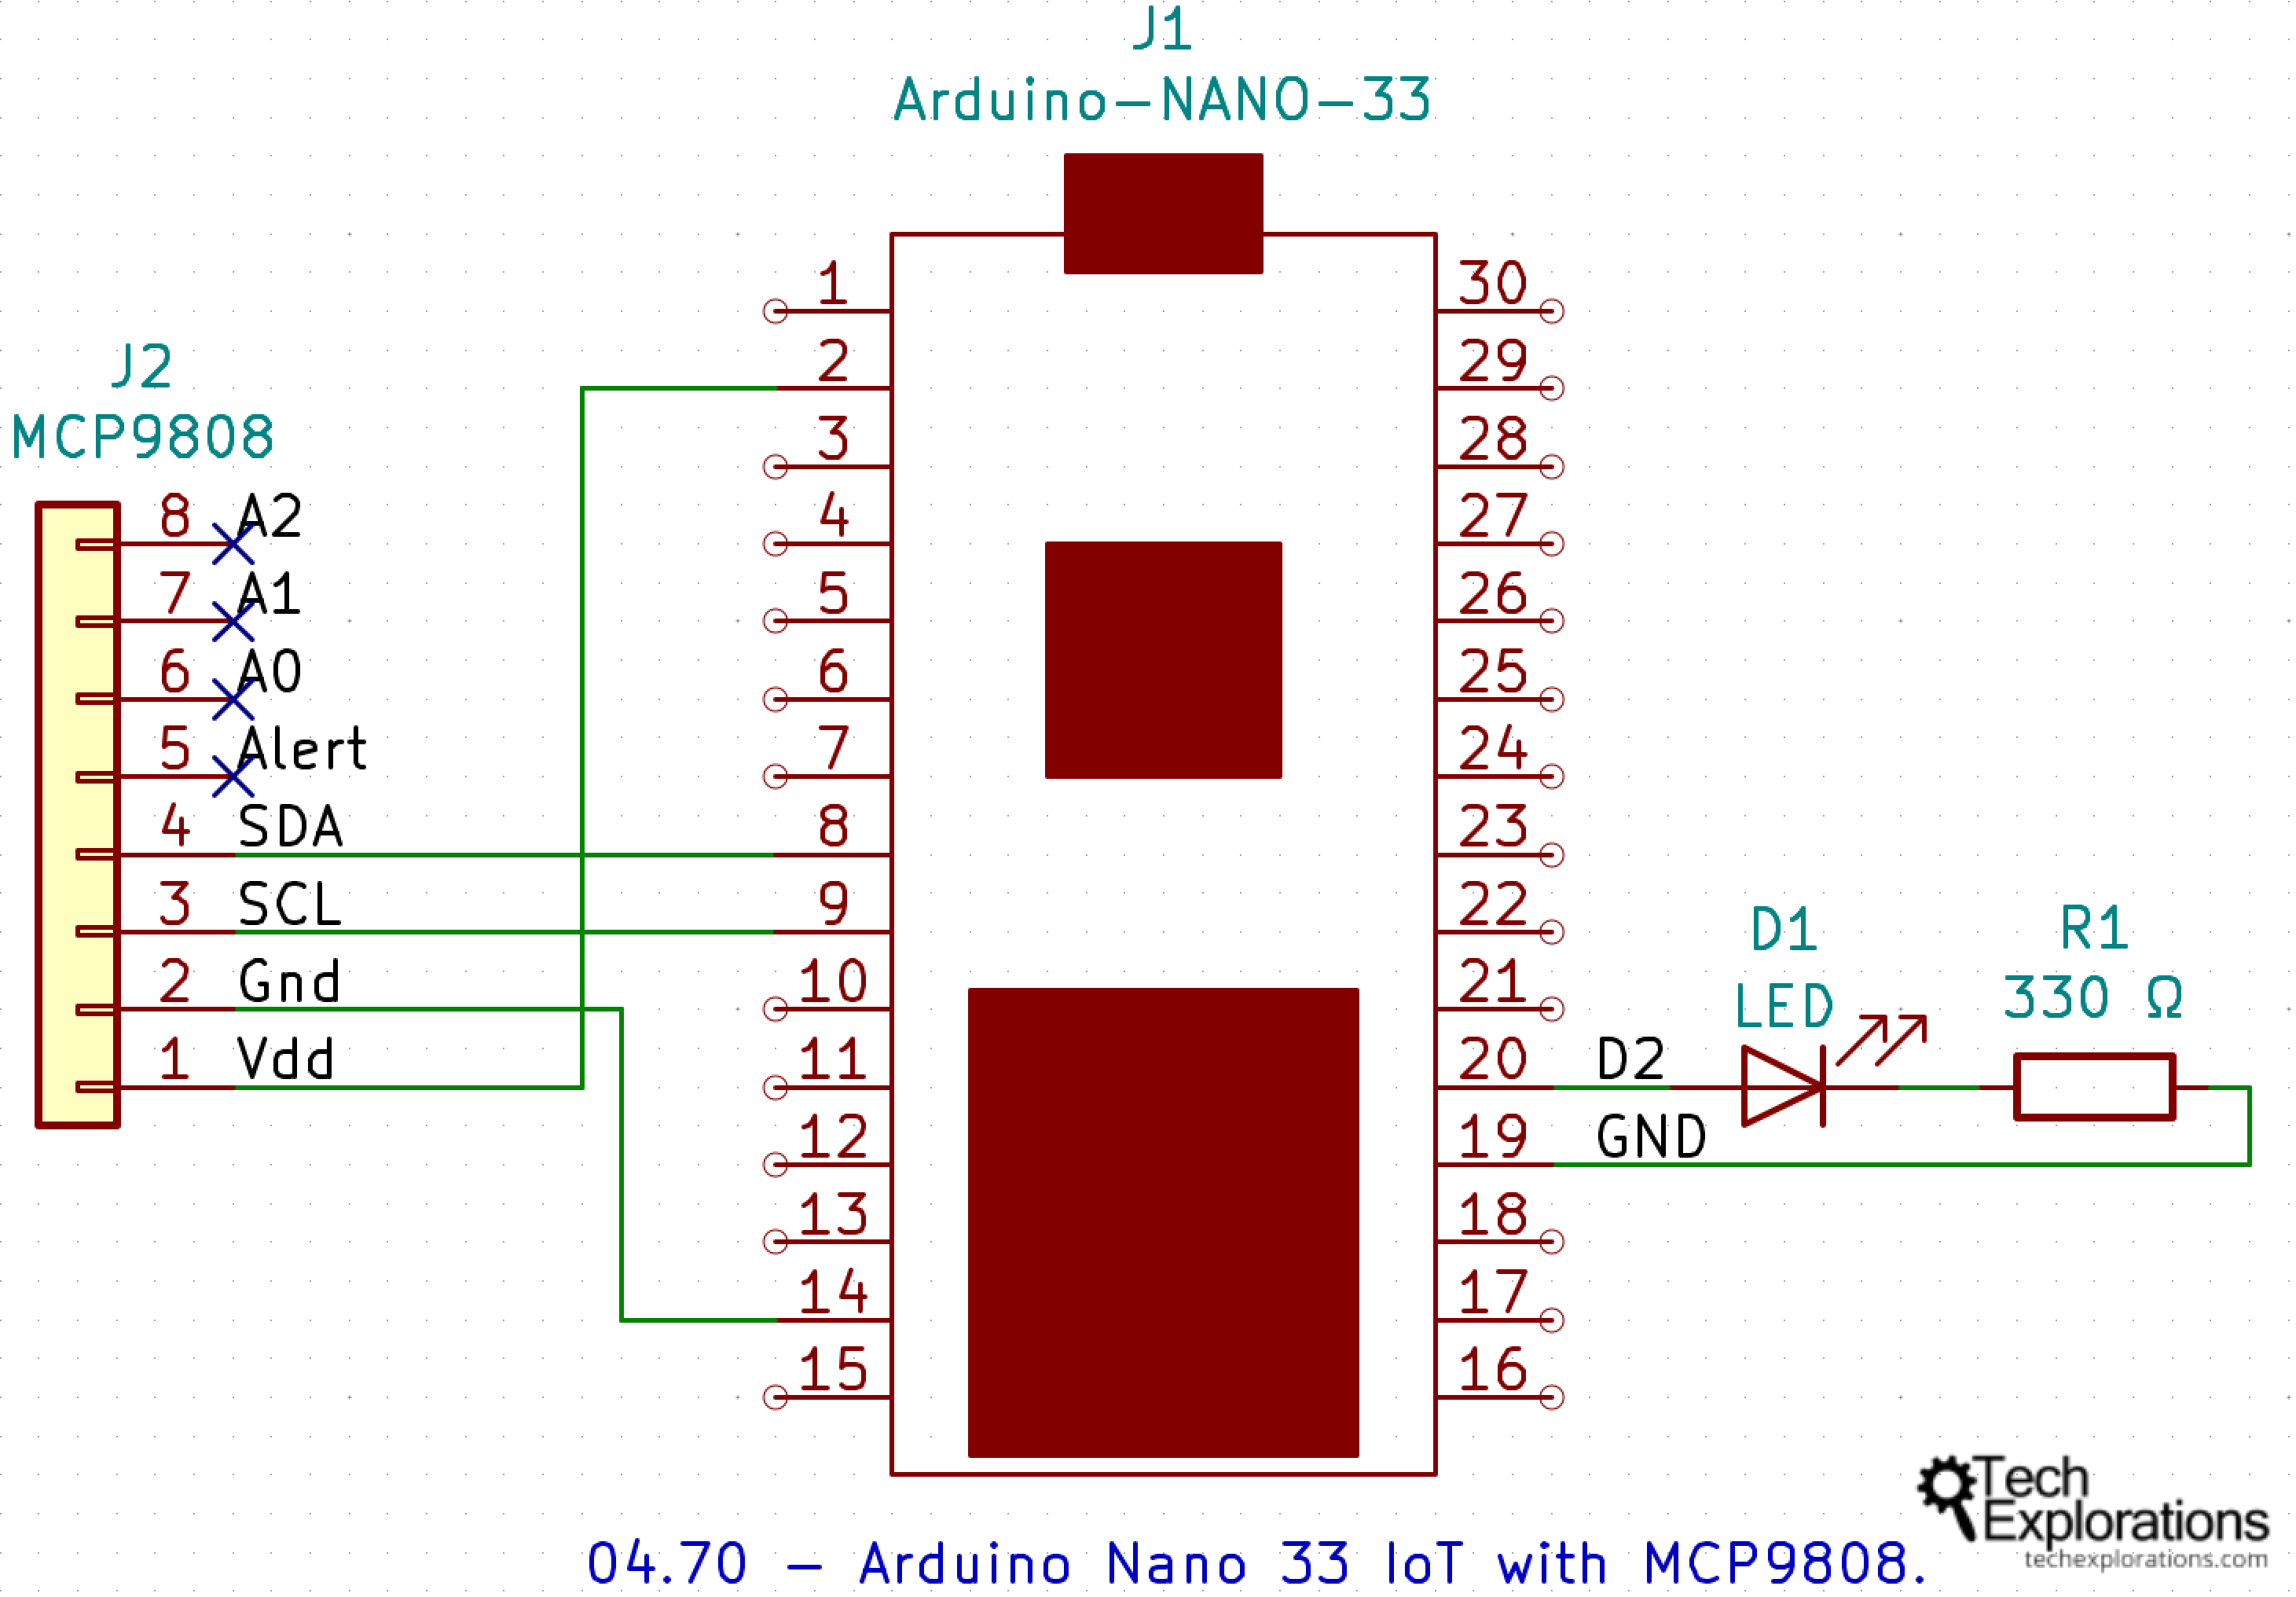 J1
Arduino-NANO-33
1
2
3
4
5
6
7
8
9
10
11
12
13
14
15
30
29
28
27
26
25
24
23
22
21
20 D2
19 GND
18
17
16
J2
MCP9808
8 A2
7 A1
6 A0
5 Alert
4 SDA
3 SCL
2 Gnd
1 Vdd
D1
LED
R1
330 Ω
Tech
Explorations
techexplorations.com
04.70 - Arduino Nano 33 IoT with MCP9808.